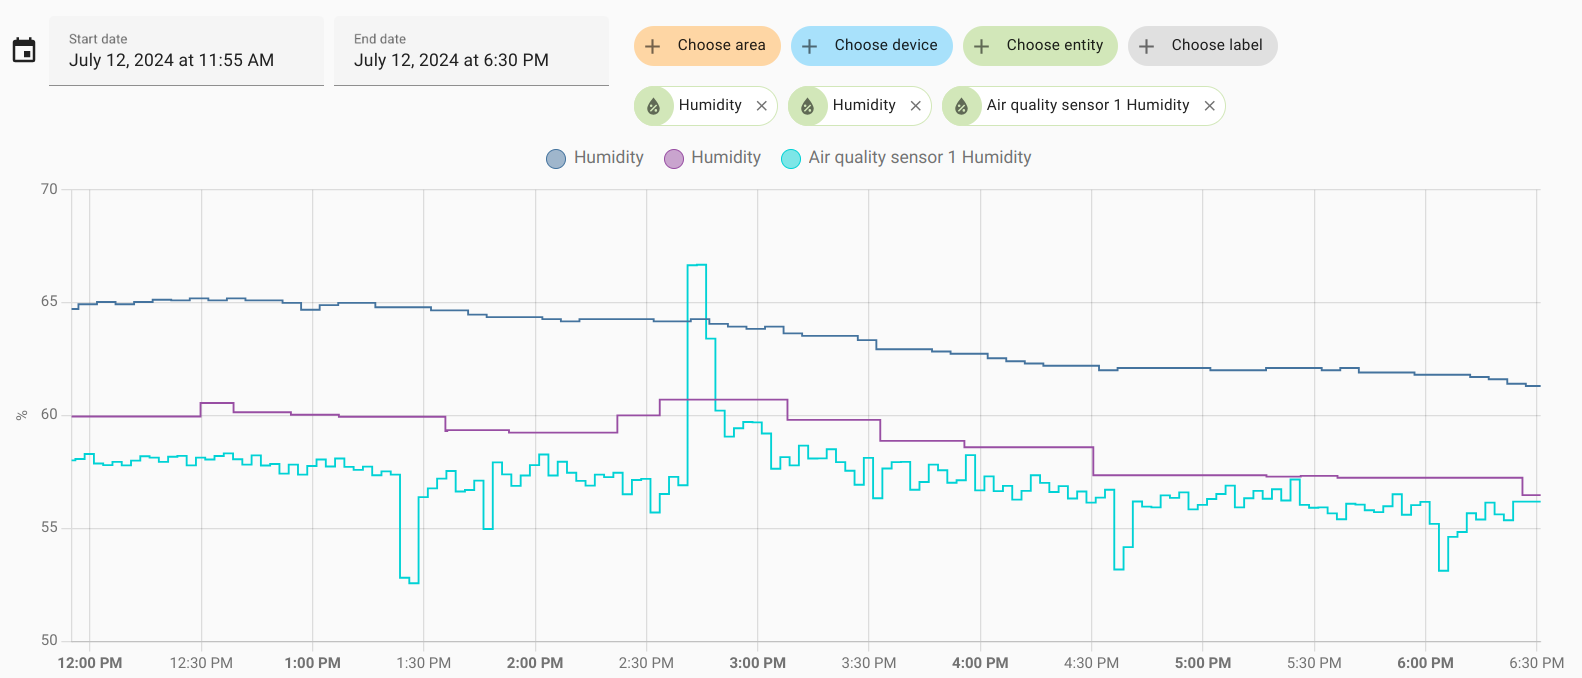 Start date
July 12, 2024 at 11:55 AM
End date
July 12, 2024 at 6:30 PM
Choose area
Choose device
Choose entity
Choose label
Humidity
Humidity
Air quality sensor 1 Humidity
Humidity
Humidity
Air quality sensor 1 Humidity
70
65
60
55
50
%
12:00 PM
12:30 PM
1:00 PM
1:30 PM
2:00 PM
2:30 PM
3:00 PM
3:30 PM
4:00 PM
4:30 PM
5:00 PM
5:30 PM
6:00 PM
6:30 PM